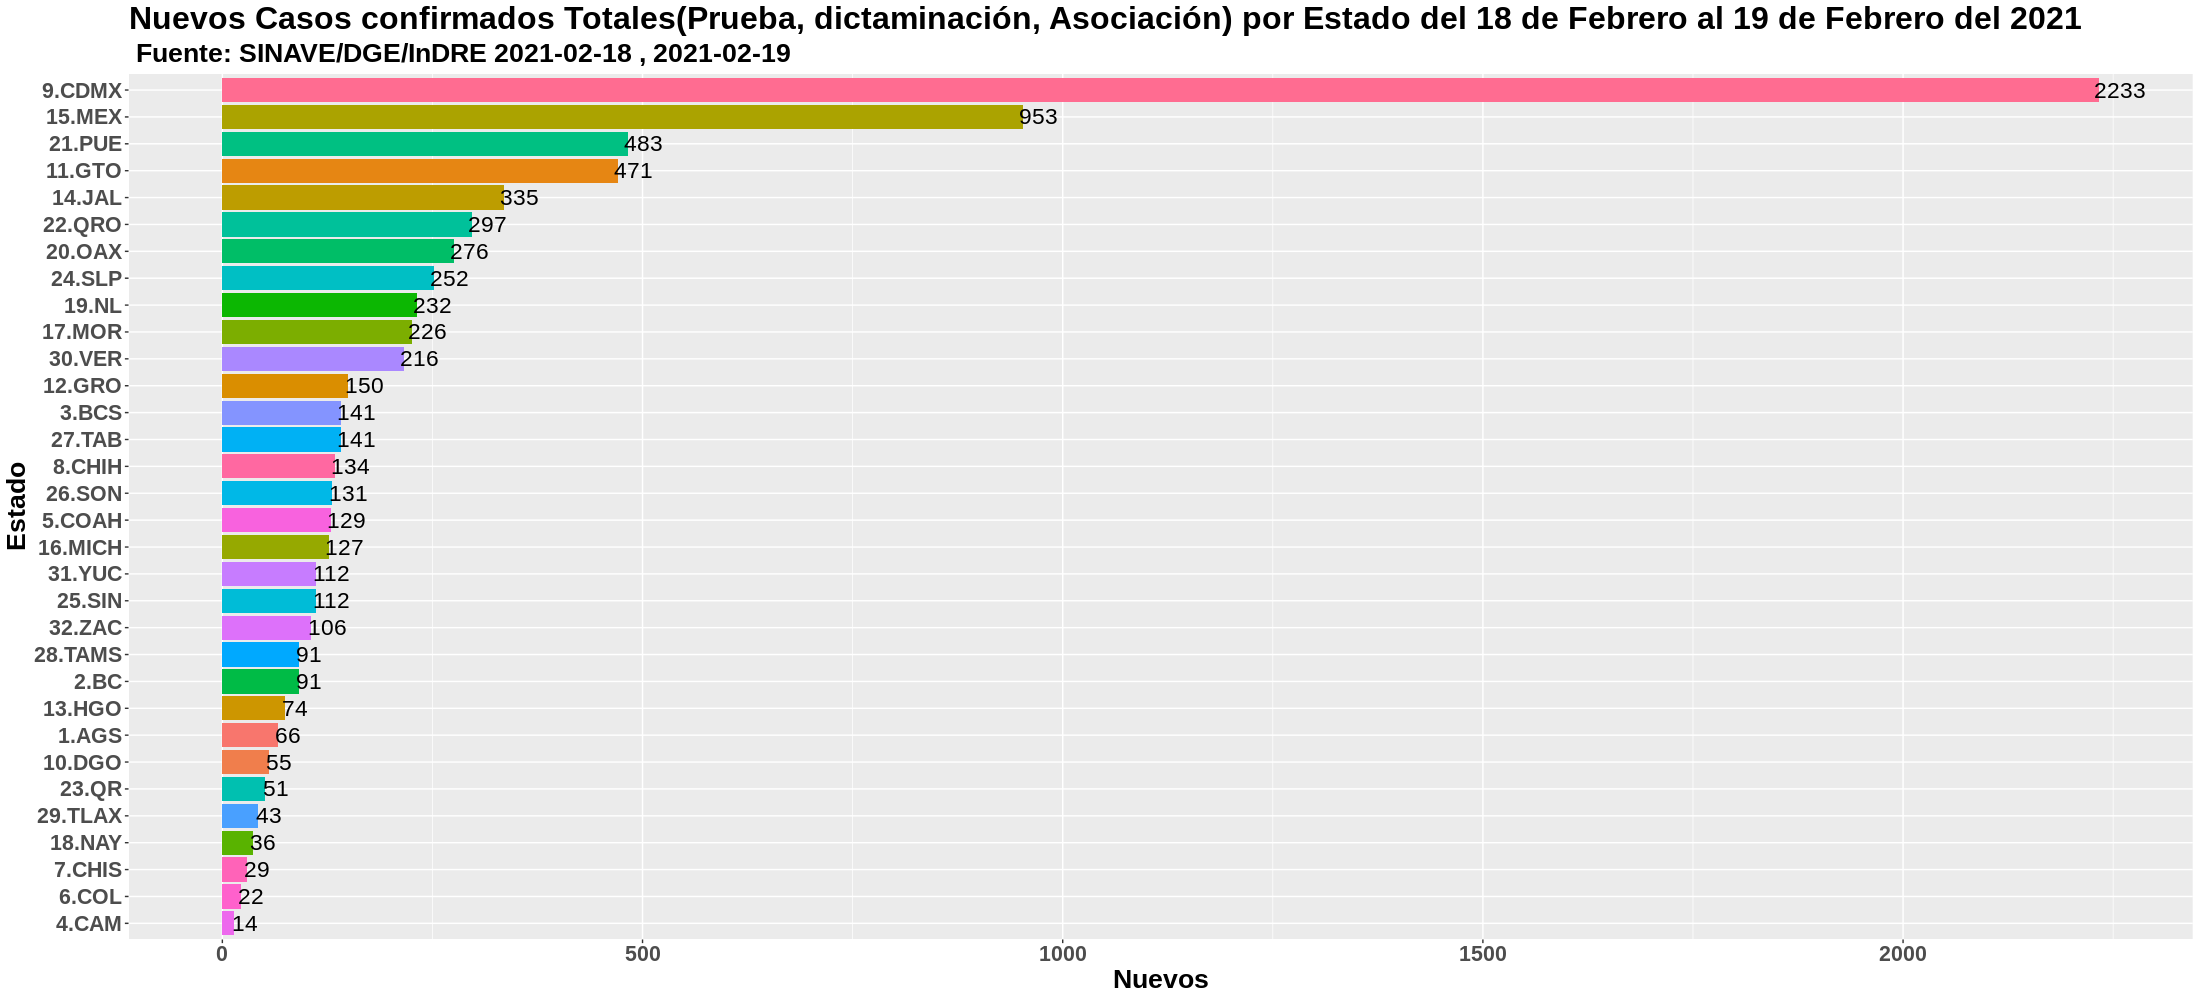 Nuevos Casos confirmados Totales(Prueba, dictaminación, Asociación) por Estado del 18 de Febrero al 19 de Febrero del 2021
Fuente: SINAVE/DGE/InDRE 2021-02-18 , 2021-02-19
9.CDMX 2233
15.MEX 953
21.PUE 483
11.GTO 471
14.JAL 335
22.QRO 297
20.OAX 276
24.SLP 252
19.NL 232
17.MOR 226
30.VER 216
12.GRO 150
3.BCS 141
27.TAB 141
8.CHIH 134
26.SON 131
5.COAH 129
16.MICH 127
31.YUC 112
25.SIN 112
32.ZAC 106
28.TAMS 91
2.BC 91
13.HGO 74
1.AGS 66
10.DGO 55
23.QR 51
29.TLAX 43
18.NAY 36
7.CHIS 29
6.COL 22
4.CAM 14
Estado
0 500 1000 1500 2000
Nuevos